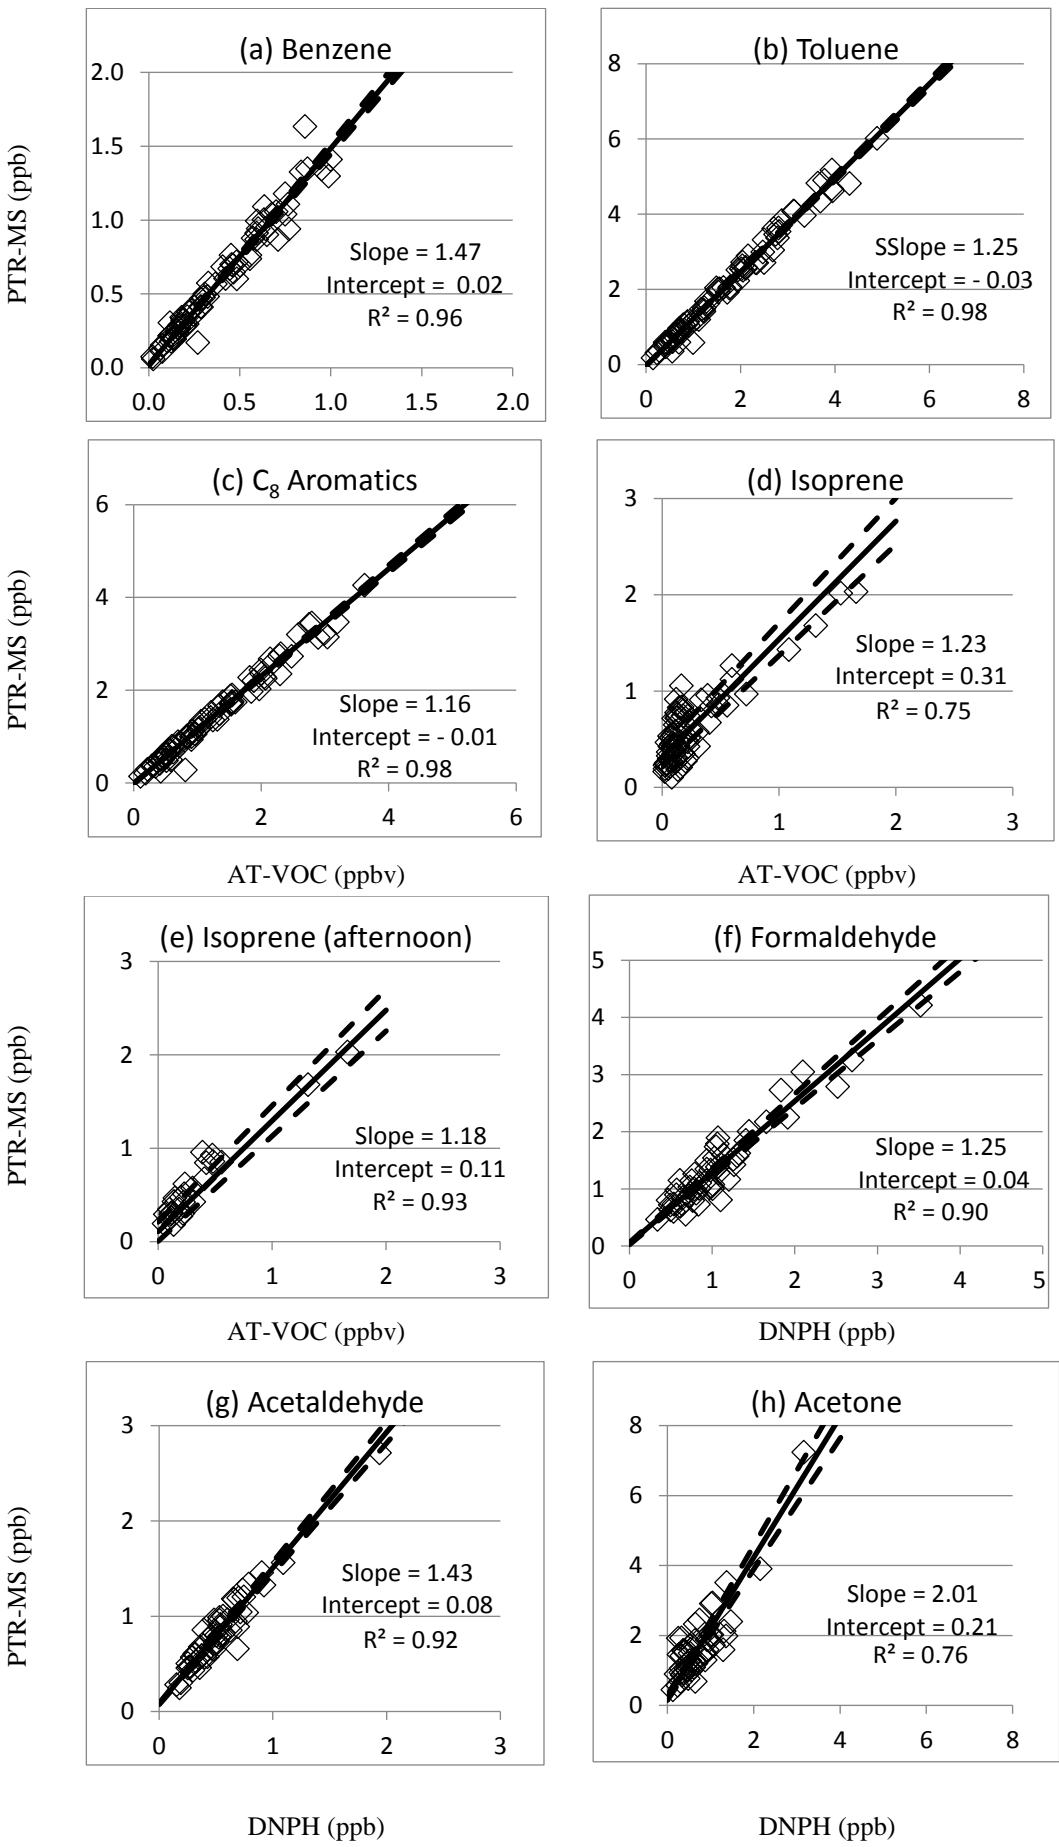 (a) Benzene
PTR-MS (ppb)
2.0
1.5
1.0
0.5
0.0
0.0 0.5 1.0 1.5 2.0
Slope = 1.47
Intercept = 0.02
R² = 0.96
(b) Toluene
8
6
4
2
0
0 2 4 6 8
SSlope = 1.25
Intercept = - 0.03
R² = 0.98
(c) C₈ Aromatics
PTR-MS (ppb)
6
4
2
0
0 2 4 6
Slope = 1.16
Intercept = - 0.01
R² = 0.98
AT-VOC (ppbv)
(d) Isoprene
3
2
1
0
0 1 2 3
Slope = 1.23
Intercept = 0.31
R² = 0.75
AT-VOC (ppbv)
(e) Isoprene (afternoon)
PTR-MS (ppb)
3
2
1
0
0 1 2 3
Slope = 1.18
Intercept = 0.11
R² = 0.93
AT-VOC (ppbv)
(f) Formaldehyde
5
4
3
2
1
0
0 1 2 3 4 5
Slope = 1.25
Intercept = 0.04
R² = 0.90
DNPH (ppb)
(g) Acetaldehyde
PTR-MS (ppb)
3
2
1
0
0 1 2 3
Slope = 1.43
Intercept = 0.08
R² = 0.92
DNPH (ppb)
(h) Acetone
8
6
4
2
0
0 2 4 6 8
Slope = 2.01
Intercept = 0.21
R² = 0.76
DNPH (ppb)